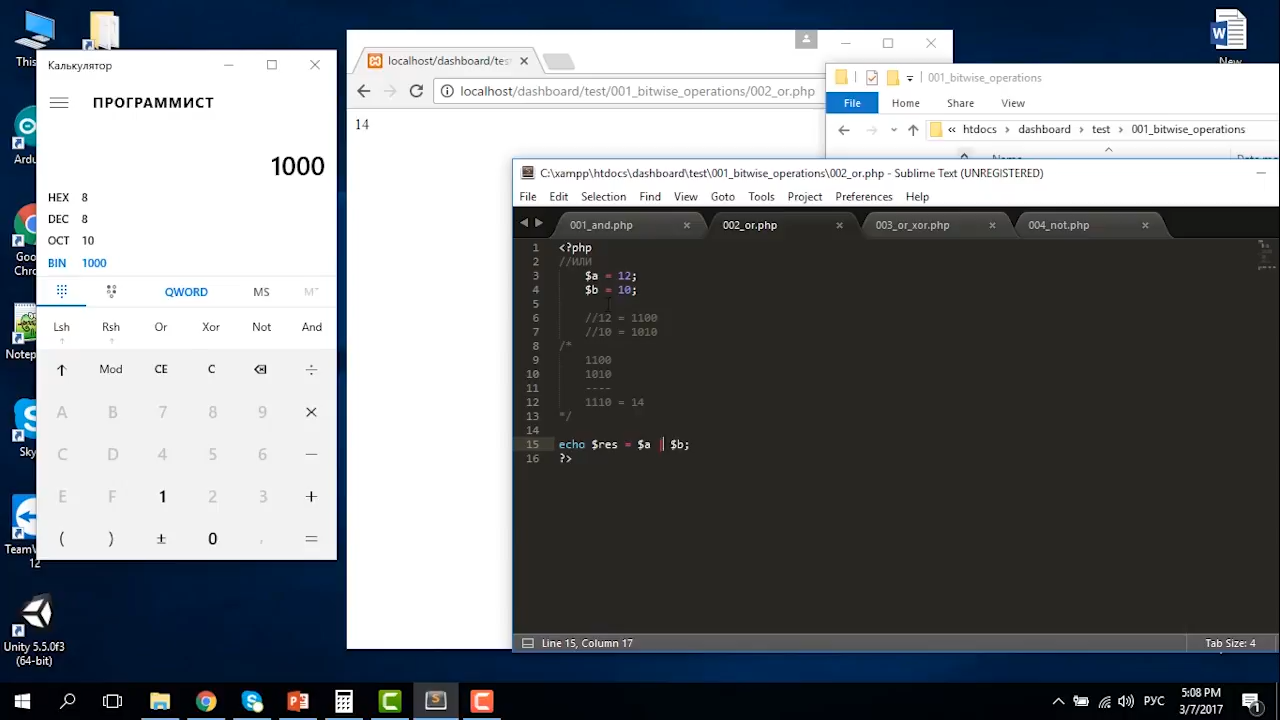 This
Ardu
Goo
Chro
Notep
Sky
TeamV
12
Unity 5.5.0f3
(64-bit)
W
New
Калькулятор
ПРОГРАММИСТ
1000
HEX 8
DEC 8
OCT 10
BIN 1000
QWORD MS M
Lsh Rsh Or Xor Not And
↑ Mod CE C ÷
A B 7 8 9 ×
C D 4 5 6 −
E F 1 2 3 +
( ) ± 0 , =
localhost/dashboard/tes
localhost/dashboard/test/001_bitwise_operations/002_or.php
14
001_bitwise_operations
File Home Share View
« htdocs › dashboard › test › 001_bitwise_operations
C:\xampp\htdocs\dashboard\test\001_bitwise_operations\002_or.php - Sublime Text (UNREGISTERED)
File Edit Selection Find View Goto Tools Project Preferences Help
001_and.php 002_or.php 003_or_xor.php 004_not.php
1 <?php
2 //ИЛИ
3 $a = 12;
4 $b = 10;
5
6 //12 = 1100
7 //10 = 1010
8 /*
9 1100
10 1010
11 ----
12 1110 = 14
13 */
14
15 echo $res = $a | $b;
16 ?>
Line 15, Column 17 Tab Size: 4
РУС
5:08 PM
3/7/2017
1